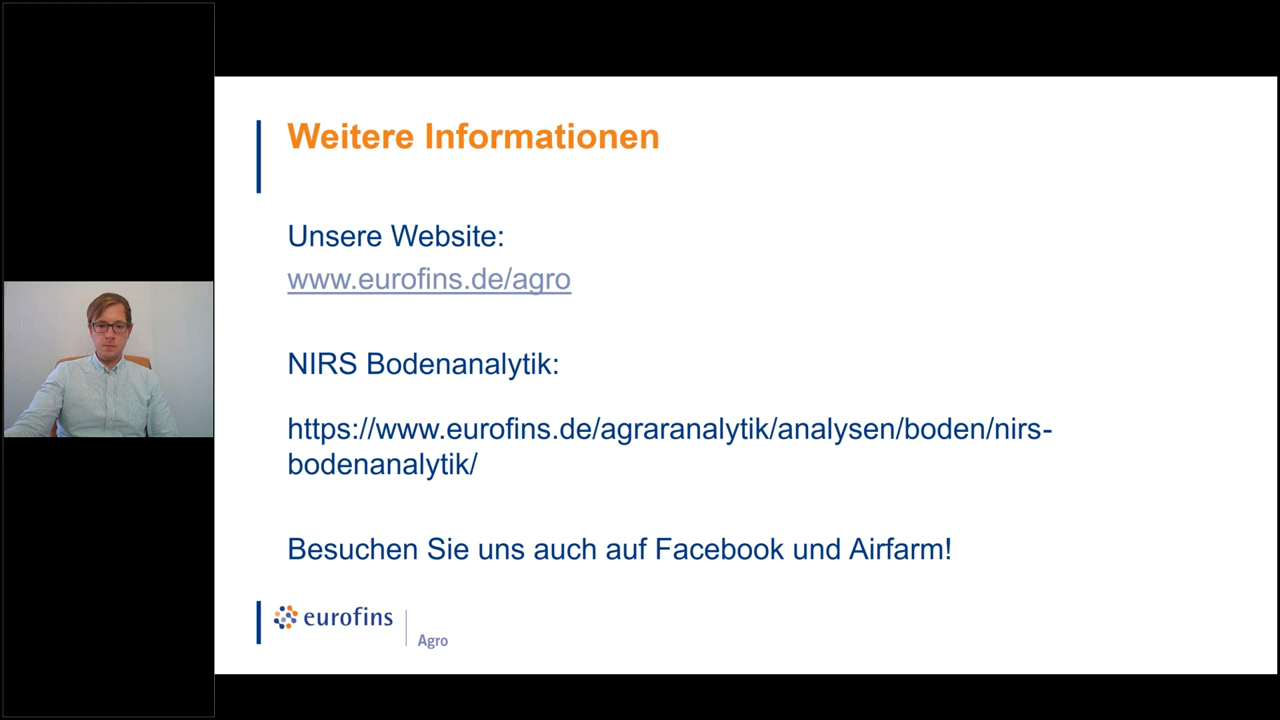 Weitere Informationen
Unsere Website:
www.eurofins.de/agro
NIRS Bodenanalytik:
https://www.eurofins.de/agraranalytik/analysen/boden/nirs-
bodenanalytik/
Besuchen Sie uns auch auf Facebook und Airfarm!
eurofins
Agro